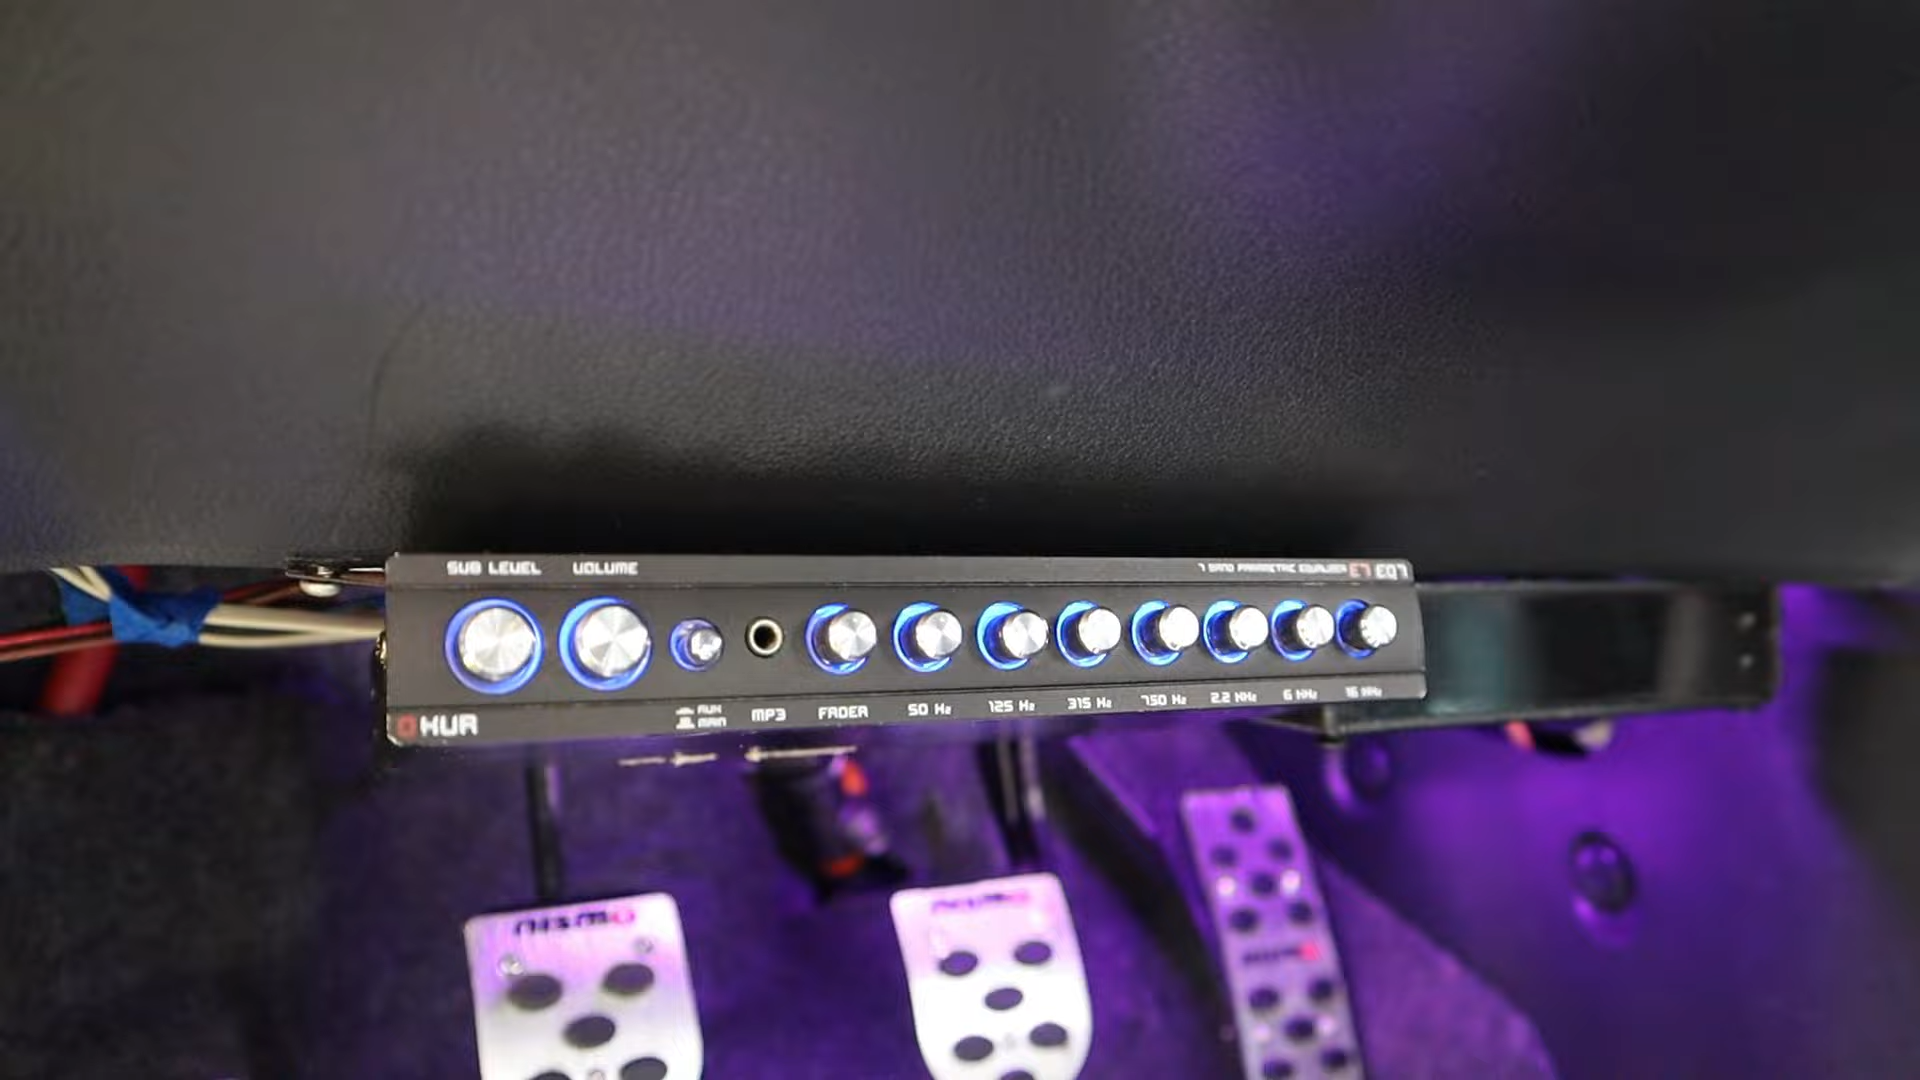 SUB LEVEL VOLUME
7 BAND PARAMETRIC EQUALIZER EQ7
AUX
MAIN
MP3 FADER 50 Hz 125 Hz 315 Hz 750 Hz 2.2 KHz 6 KHz 16 KHz
nismo
nismo